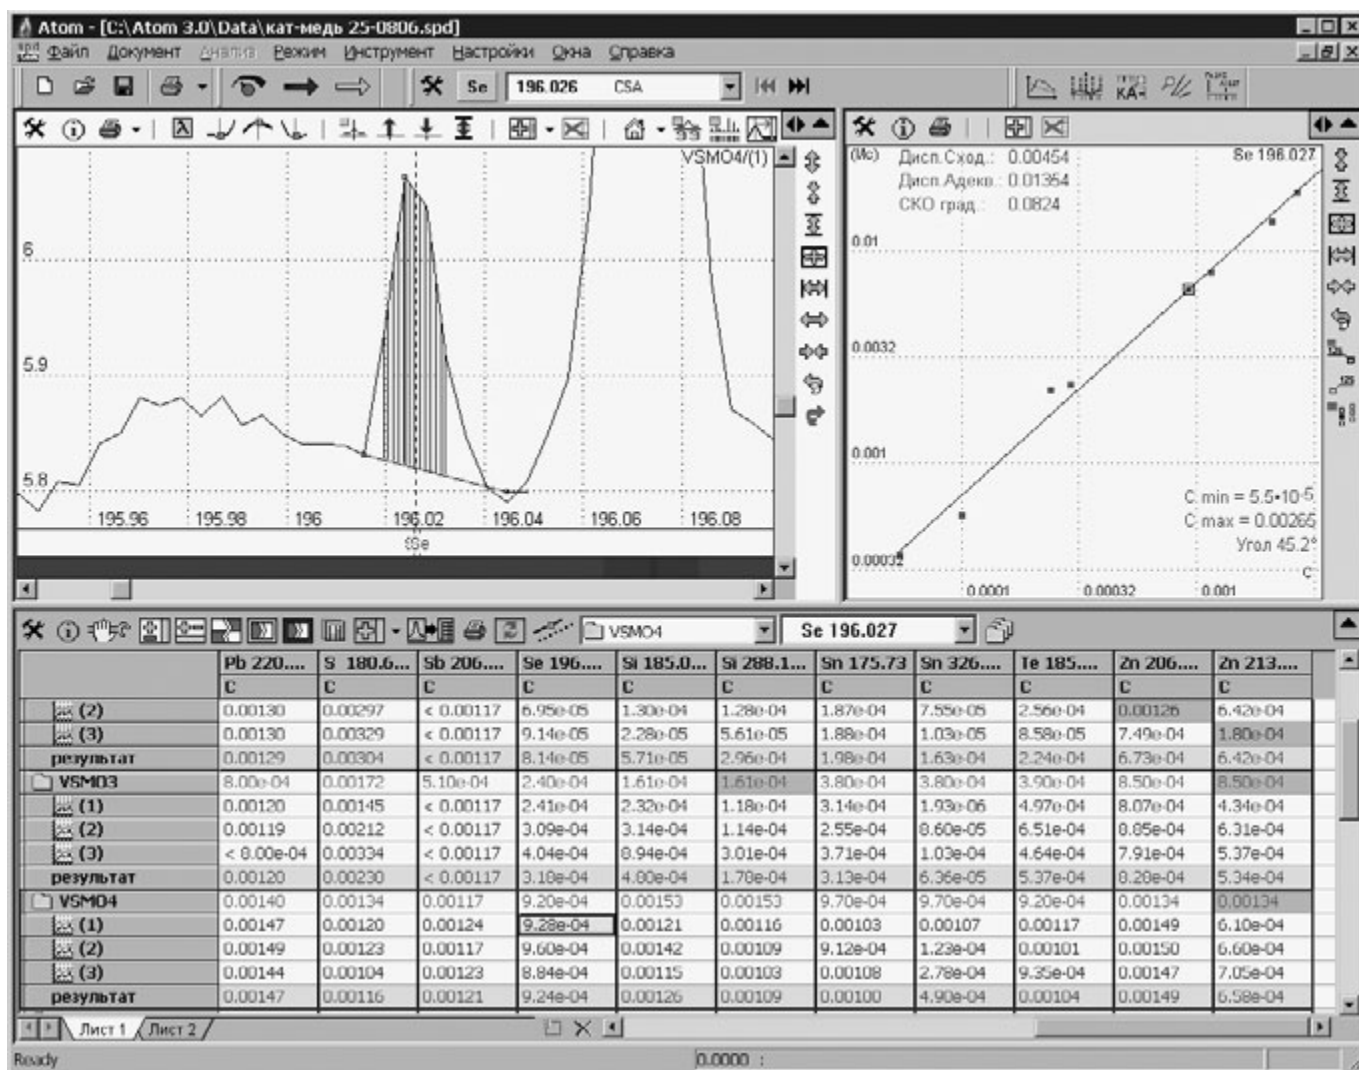 Atom - [C:\Atom 3.0\Data\кат-медь 25-0806.spd]
Файл Документ Анализ Режим Инструмент Настройки Окна Справка
Se 196.026 CSA
VSMO4/(1)
6
5.9
5.8
195.96 195.98 196 196.02 196.04 196.06 196.08
Se
(Ис) Дисп.Сход.: 0.00454 Se 196.027
Дисп.Адекв.: 0.01354
СКО град.: 0.0824
0.01
0.0032
0.001
C min = 5.5•10-5
C max = 0.00265
Угол 45.2°
0.00032
C
0.0001 0.00032 0.001
VSMO4 Se 196.027
Pb 220.... S 180.6... Sb 206.... Se 196.... Si 185.0... Si 288.1... Sn 175.73 Sn 326.... Te 185.... Zn 206.... Zn 213....
C C C C C C C C C C C
(2) 0.00130 0.00297 < 0.00117 6.95e-05 1.30e-04 1.28e-04 1.87e-04 7.55e-05 2.56e-04 0.00126 6.42e-04
(3) 0.00130 0.00329 < 0.00117 9.14e-05 2.28e-05 5.61e-05 1.88e-04 1.03e-05 8.58e-05 7.49e-04 1.80e-04
результат 0.00129 0.00304 < 0.00117 8.14e-05 5.71e-05 2.96e-04 1.98e-04 1.63e-04 2.24e-04 6.73e-04 6.42e-04
VSMO3 8.00e-04 0.00172 5.10e-04 2.40e-04 1.61e-04 1.61e-04 3.80e-04 3.80e-04 3.90e-04 8.50e-04 8.50e-04
(1) 0.00120 0.00145 < 0.00117 2.41e-04 2.32e-04 1.18e-04 3.14e-04 1.93e-06 4.97e-04 8.07e-04 4.34e-04
(2) 0.00119 0.00212 < 0.00117 3.09e-04 3.14e-04 1.14e-04 2.55e-04 8.60e-05 6.51e-04 8.85e-04 6.31e-04
(3) < 8.00e-04 0.00334 < 0.00117 4.04e-04 8.94e-04 3.01e-04 3.71e-04 1.03e-04 4.64e-04 7.91e-04 5.37e-04
результат 0.00120 0.00230 < 0.00117 3.18e-04 4.80e-04 1.78e-04 3.13e-04 6.36e-05 5.37e-04 8.28e-04 5.34e-04
VSMO4 0.00140 0.00134 0.00117 9.20e-04 0.00153 0.00153 9.70e-04 9.70e-04 9.20e-04 0.00134 0.00134
(1) 0.00147 0.00120 0.00124 9.28e-04 0.00121 0.00116 0.00103 0.00107 0.00117 0.00149 6.10e-04
(2) 0.00149 0.00123 0.00117 9.60e-04 0.00142 0.00109 9.12e-04 1.23e-04 0.00101 0.00150 6.60e-04
(3) 0.00144 0.00104 0.00123 8.84e-04 0.00115 0.00103 0.00108 2.78e-04 9.35e-04 0.00147 7.05e-04
результат 0.00147 0.00116 0.00121 9.24e-04 0.00126 0.00109 0.00100 4.90e-04 0.00104 0.00149 6.58e-04
Лист 1 Лист 2
Ready 0.0000 :